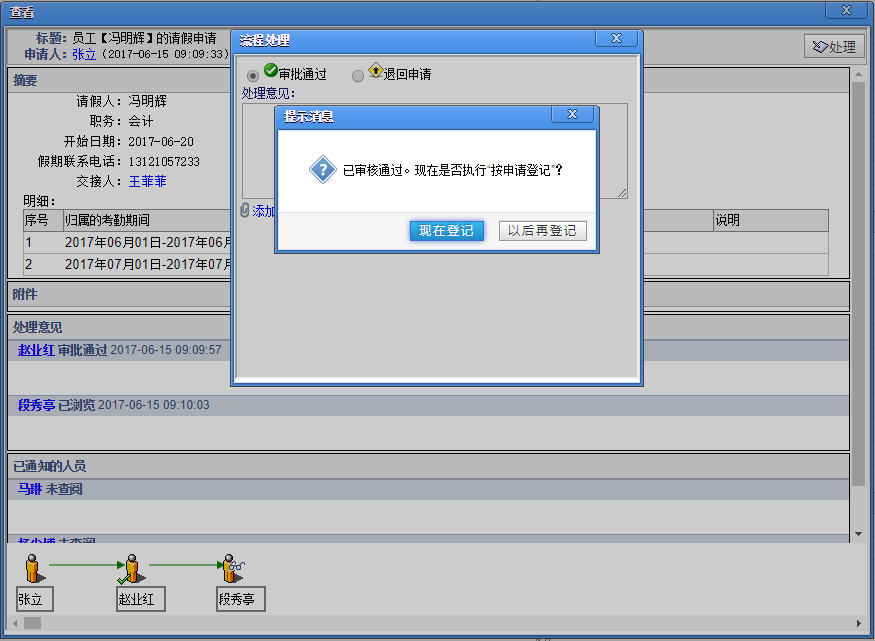 查看
标题：员工【冯明辉】的请假申请
申请人：张立（2017-06-15 09:09:33）
处理
摘要
请假人：冯明辉
职务：会计
开始日期：2017-06-20
假期联系电话：13121057233
交接人：王菲菲
明细：
序号 归属的考勤期间 说明
1 2017年06月01日-2017年06月
2 2017年07月01日-2017年07月
附件
处理意见
赵业红 审批通过 2017-06-15 09:09:57
段秀亭 已浏览 2017-06-15 09:10:03
已通知的人员
马琳 未查阅
张立 赵业红 段秀亭
流程处理
审批通过 退回申请
处理意见：
添加
提示消息
已审核通过。现在是否执行“按申请登记”？
现在登记 以后再登记